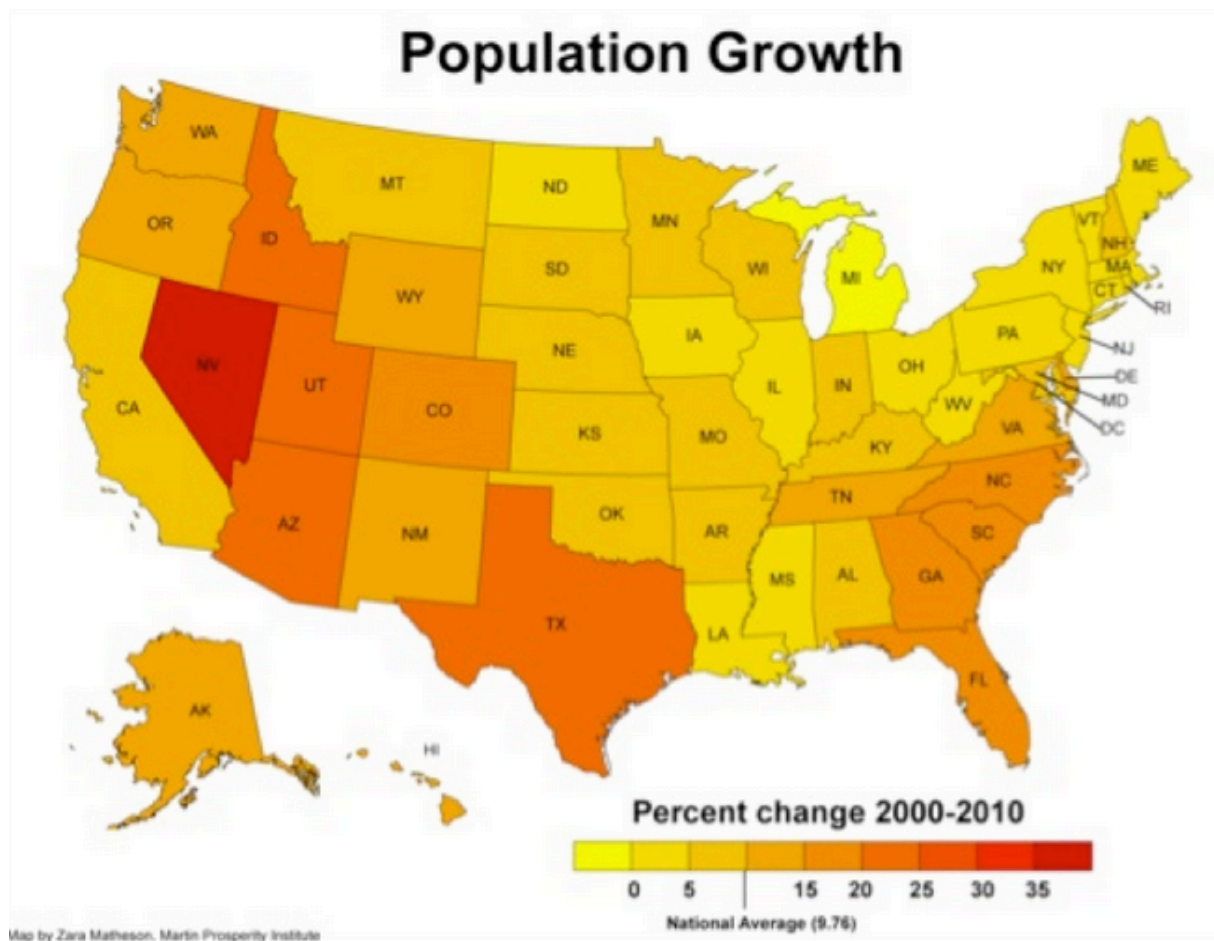 Population Growth
WA
MT
ND
MN
ME
OR
ID
SD
WI
MI
VT
NH
NY
MA
CT
RI
WY
NV
UT
CO
NE
IA
IL
IN
OH
PA
NJ
DE
MD
DC
WV
VA
CA
KS
MO
KY
NC
TN
AZ
NM
OK
AR
SC
MS
AL
GA
TX
LA
FL
AK
HI
Percent change 2000-2010
0 5 15 20 25 30 35
National Average (9.76)
Map by Zara Matheson, Martin Prosperity Institute